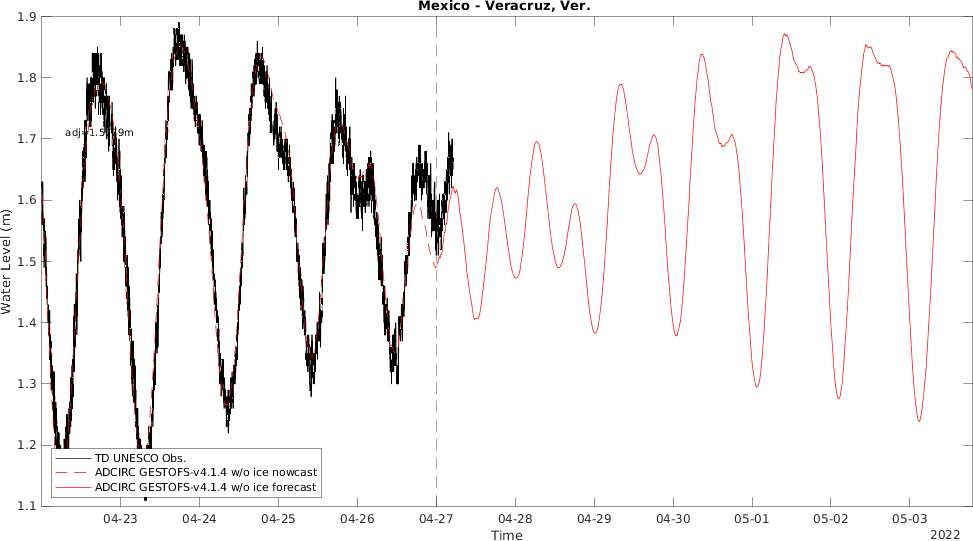 Mexico - Veracruz, Ver.
1.9
1.8
1.7
1.6
1.5
1.4
1.3
1.2
1.1
Water Level (m)
TD UNESCO Obs.
ADCIRC GESTOFS-v4.1.4 w/o ice nowcast
ADCIRC GESTOFS-v4.1.4 w/o ice forecast
04-23 04-24 04-25 04-26 04-27 04-28 04-29 04-30 05-01 05-02 05-03
Time
2022